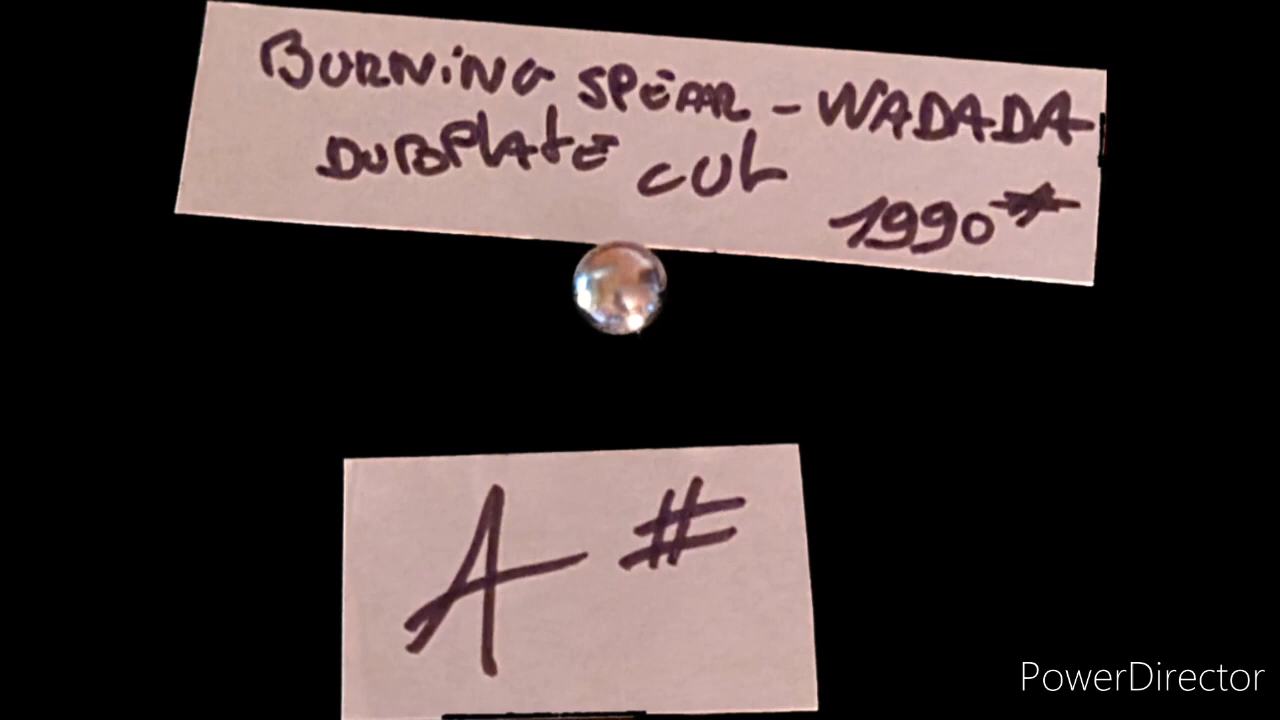 BURNiNG SPEAR - WADADA
DUBPlAtE CUt
1990*
A #
PowerDirector